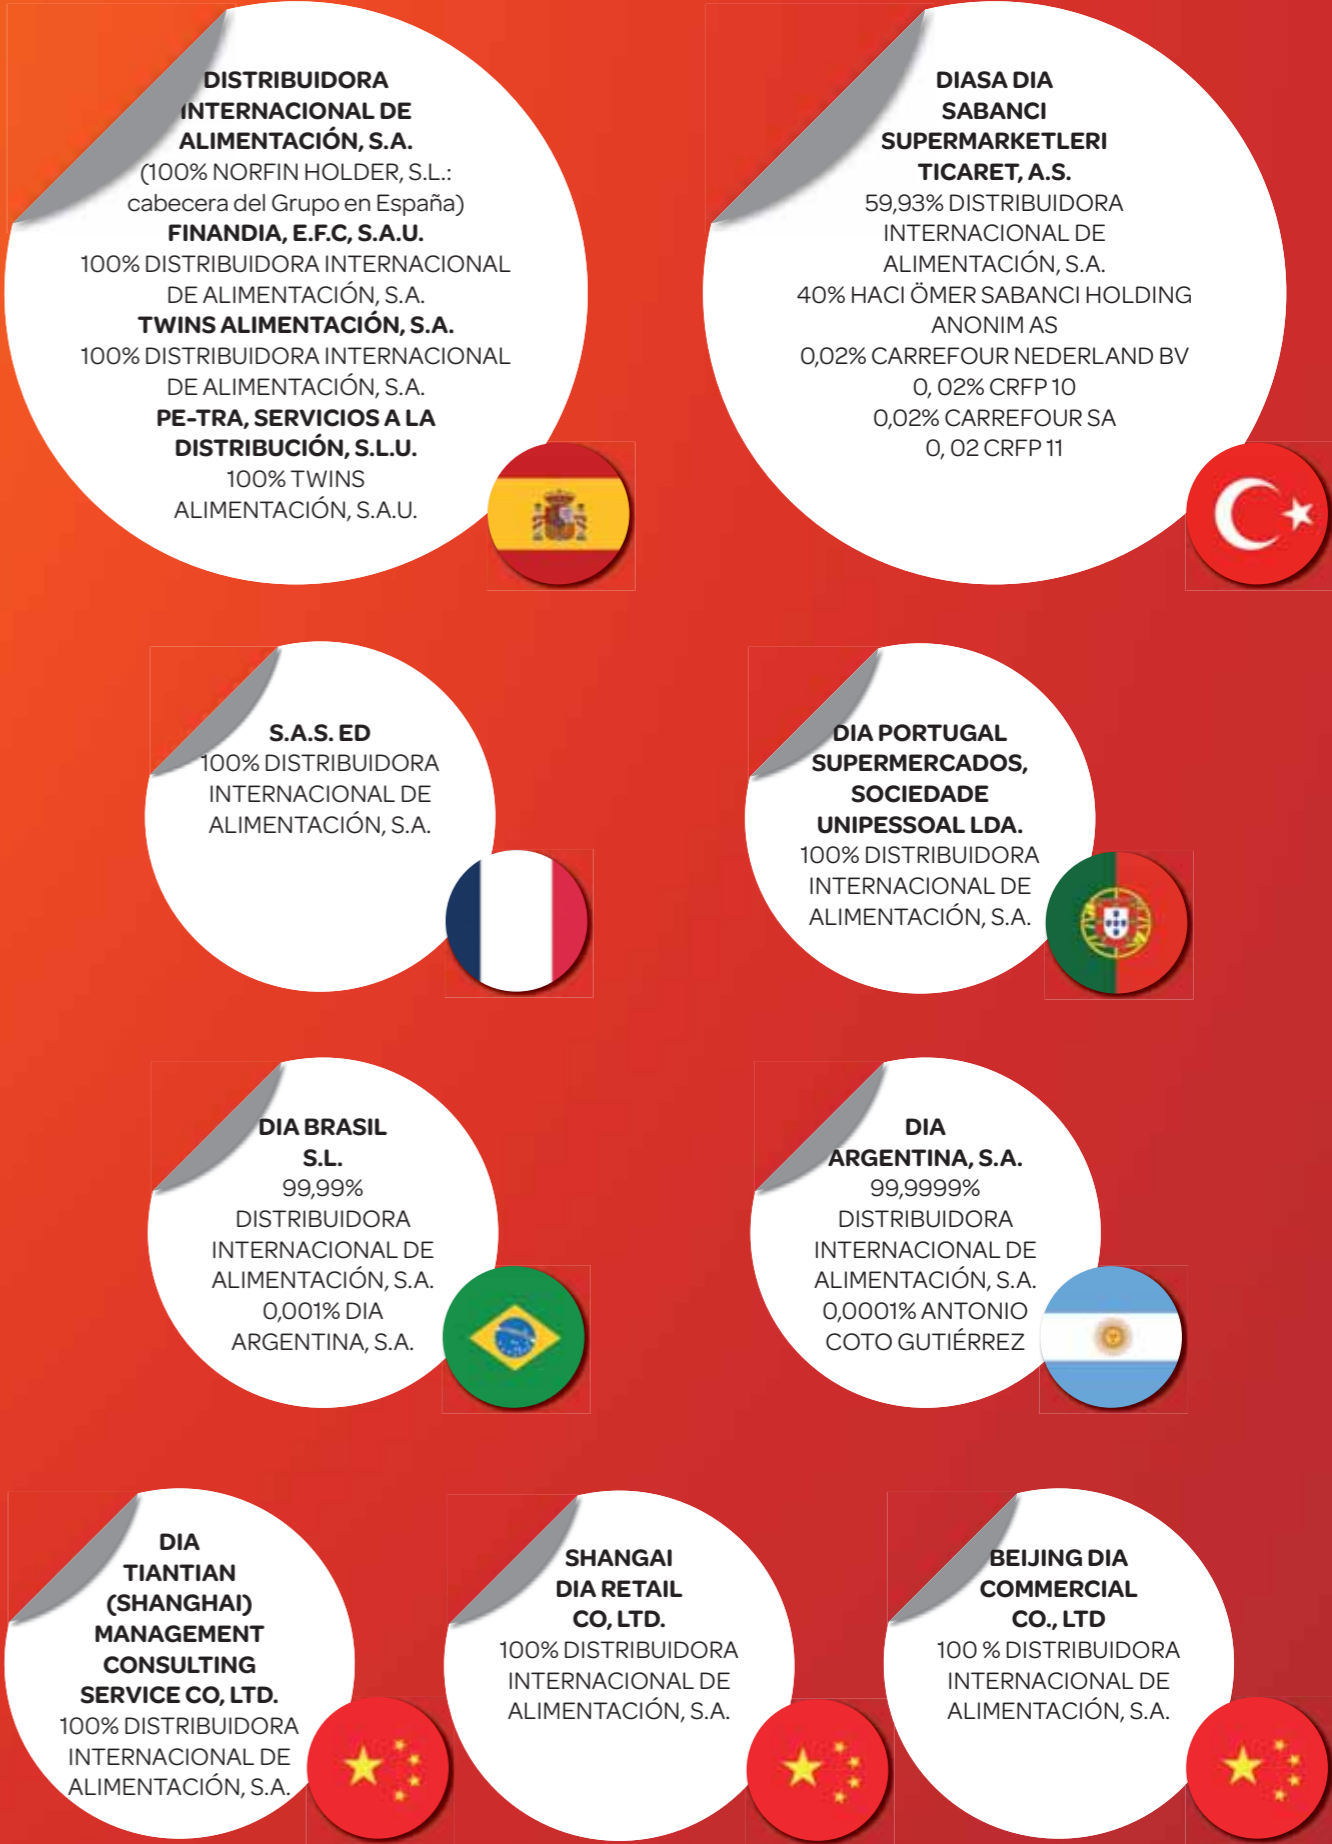 DISTRIBUIDORA
INTERNACIONAL DE
ALIMENTACIÓN, S.A.
(100% NORFIN HOLDER, S.L.:
cabecera del Grupo en España)
FINANDIA, E.F.C, S.A.U.
100% DISTRIBUIDORA INTERNACIONAL
DE ALIMENTACIÓN, S.A.
TWINS ALIMENTACIÓN, S.A.
100% DISTRIBUIDORA INTERNACIONAL
DE ALIMENTACIÓN, S.A.
PE-TRA, SERVICIOS A LA
DISTRIBUCIÓN, S.L.U.
100% TWINS
ALIMENTACIÓN, S.A.U.
DIASA DIA
SABANCI
SUPERMARKETLERI
TICARET, A.S.
59,93% DISTRIBUIDORA
INTERNACIONAL DE
ALIMENTACIÓN, S.A.
40% HACI ÖMER SABANCI HOLDING
ANONIM AS
0,02% CARREFOUR NEDERLAND BV
0, 02% CRFP 10
0,02% CARREFOUR SA
0, 02 CRFP 11
S.A.S. ED
100% DISTRIBUIDORA
INTERNACIONAL DE
ALIMENTACIÓN, S.A.
DIA PORTUGAL
SUPERMERCADOS,
SOCIEDADE
UNIPESSOAL LDA.
100% DISTRIBUIDORA
INTERNACIONAL DE
ALIMENTACIÓN, S.A.
DIA BRASIL
S.L.
99,99%
DISTRIBUIDORA
INTERNACIONAL DE
ALIMENTACIÓN, S.A.
0,001% DIA
ARGENTINA, S.A.
DIA
ARGENTINA, S.A.
99,9999%
DISTRIBUIDORA
INTERNACIONAL DE
ALIMENTACIÓN, S.A.
0,0001% ANTONIO
COTO GUTIÉRREZ
DIA
TIANTIAN
(SHANGHAI)
MANAGEMENT
CONSULTING
SERVICE CO, LTD.
100% DISTRIBUIDORA
INTERNACIONAL DE
ALIMENTACIÓN, S.A.
SHANGAI
DIA RETAIL
CO, LTD.
100% DISTRIBUIDORA
INTERNACIONAL DE
ALIMENTACIÓN, S.A.
BEIJING DIA
COMMERCIAL
CO., LTD
100 % DISTRIBUIDORA
INTERNACIONAL DE
ALIMENTACIÓN, S.A.